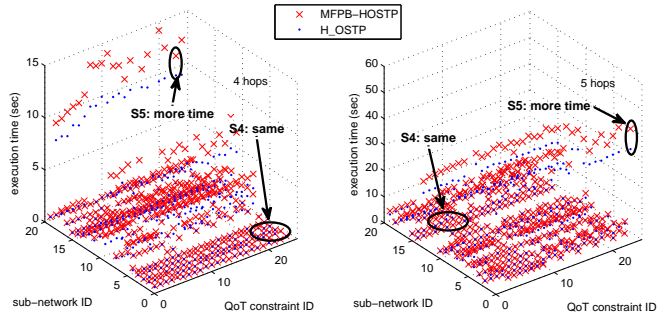 MFPB-HOSTP
H_OSTP
15
10
5
0
execution time (sec)
20
15
10
5
0
sub-network ID
0
10
20
QoT constraint ID
4 hops
S5: more time
S4: same
60
50
40
30
20
10
0
execution time (sec)
20
15
10
5
0
sub-network ID
0
10
20
QoT constraint ID
5 hops
S5: more time
S4: same